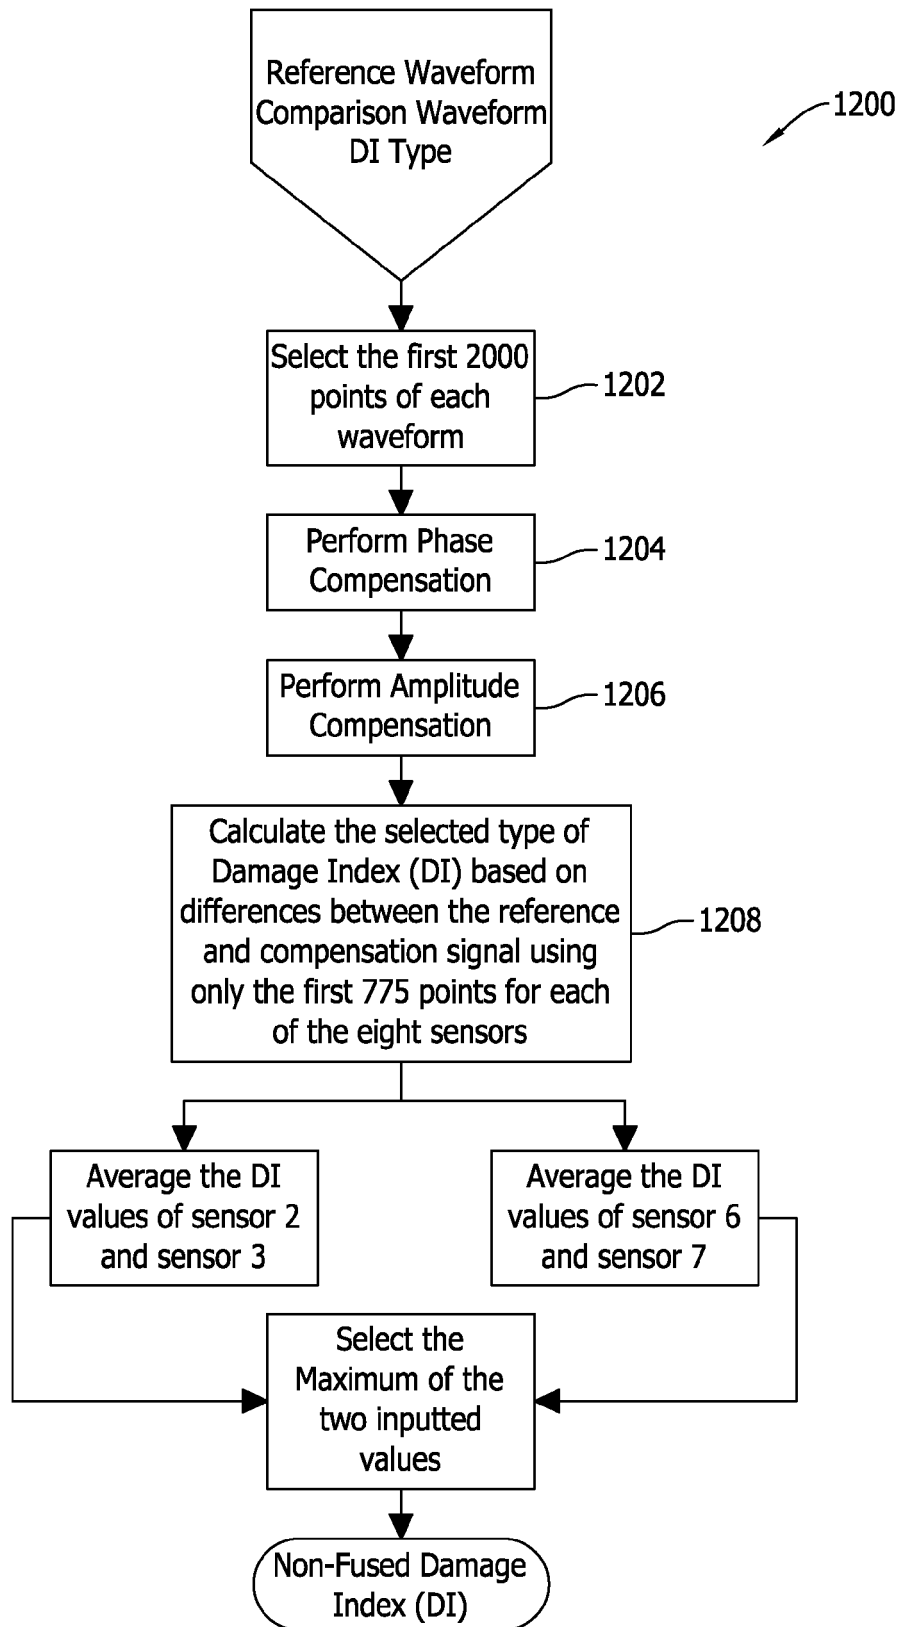 Reference Waveform
Comparison Waveform
DI Type
1200
Select the first 2000
points of each
waveform
1202
Perform Phase
Compensation
1204
Perform Amplitude
Compensation
1206
Calculate the selected type of
Damage Index (DI) based on
differences between the reference
and compensation signal using
only the first 775 points for each
of the eight sensors
1208
Average the DI
values of sensor 2
and sensor 3
Average the DI
values of sensor 6
and sensor 7
Select the
Maximum of the
two inputted
values
Non-Fused Damage
Index (DI)